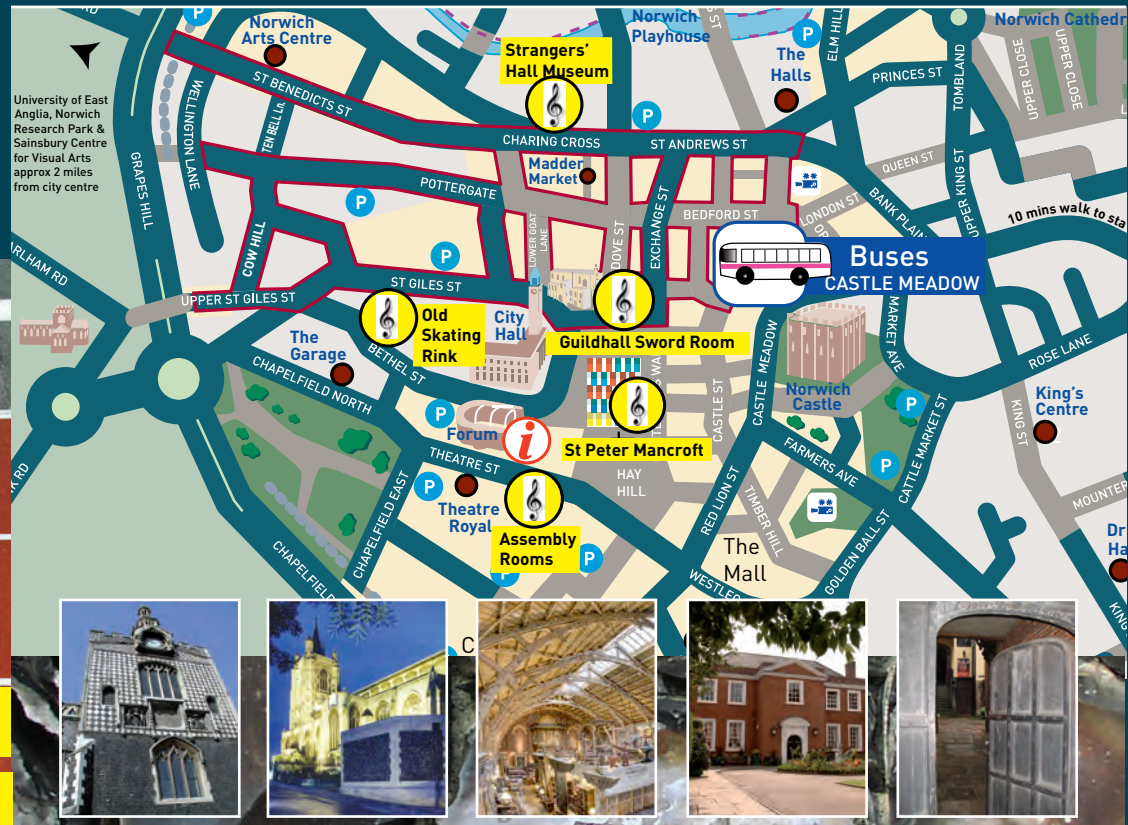 P
Norwich
Arts Centre
Strangers'
Hall Museum
Norwich
Playhouse
P
The
Halls
ELM HILL
Norwich Cathedr
UPPER CLOSE
UPPER CLOSE
TOMBLAND
PRINCES ST
University of East
Anglia, Norwich
Research Park &
Sainsbury Centre
for Visual Arts
approx 2 miles
from city centre
GRAPES HILL
WELLINGTON LANE
TEN BELL Ln.
ST BENEDICTS ST
CHARING CROSS
P
ST ANDREWS ST
Madder
Market
QUEEN ST
BANK PLAIN
UPPER KING ST
10 mins walk to sta
LONDON ST
P
POTTERGATE
LOWER GOAT
LANE
DOVE ST
EXCHANGE ST
BEDFORD ST
Buses
CASTLE MEADOW
COW HILL
P
ST GILES ST
UPPER ST GILES ST
Old
Skating
Rink
City
Hall
Guildhall Sword Room
The
Garage
BETHEL ST
CHAPELFIELD NORTH
CASTLE ST
CASTLE MEADOW
Norwich
Castle
MARKET AVE
P
ROSE LANE
King's
Centre
KING ST
CATTLE MARKET ST
P
Forum
i
St Peter Mancroft
FARMERS AVE
P
THEATRE ST
P
Theatre
Royal
HAY
HILL
RED LION ST
TIMBER HILL
CHAPELFIELD EAST
Assembly
Rooms
P
P
The
Mall
GOLDEN BALL ST
MOUNTER
Dr
Ha
CHAPELFIELD
WESTLEG
C